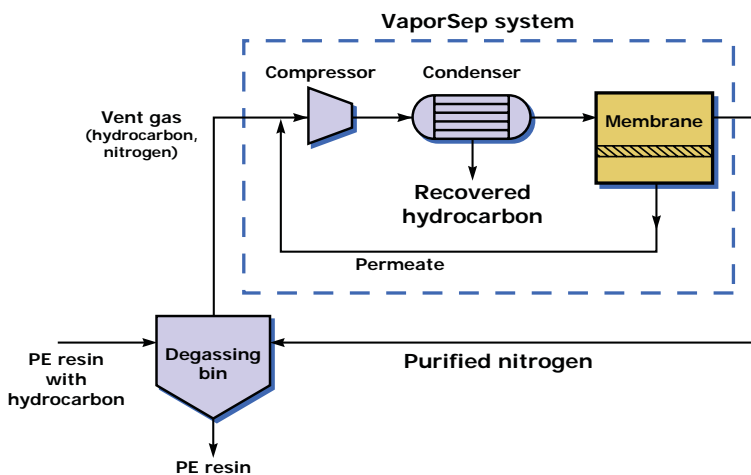 VaporSep system
Compressor
Condenser
Vent gas
(hydrocarbon,
nitrogen)
Membrane
Recovered
hydrocarbon
Permeate
PE resin
with
hydrocarbon
Degassing
bin
Purified nitrogen
PE resin